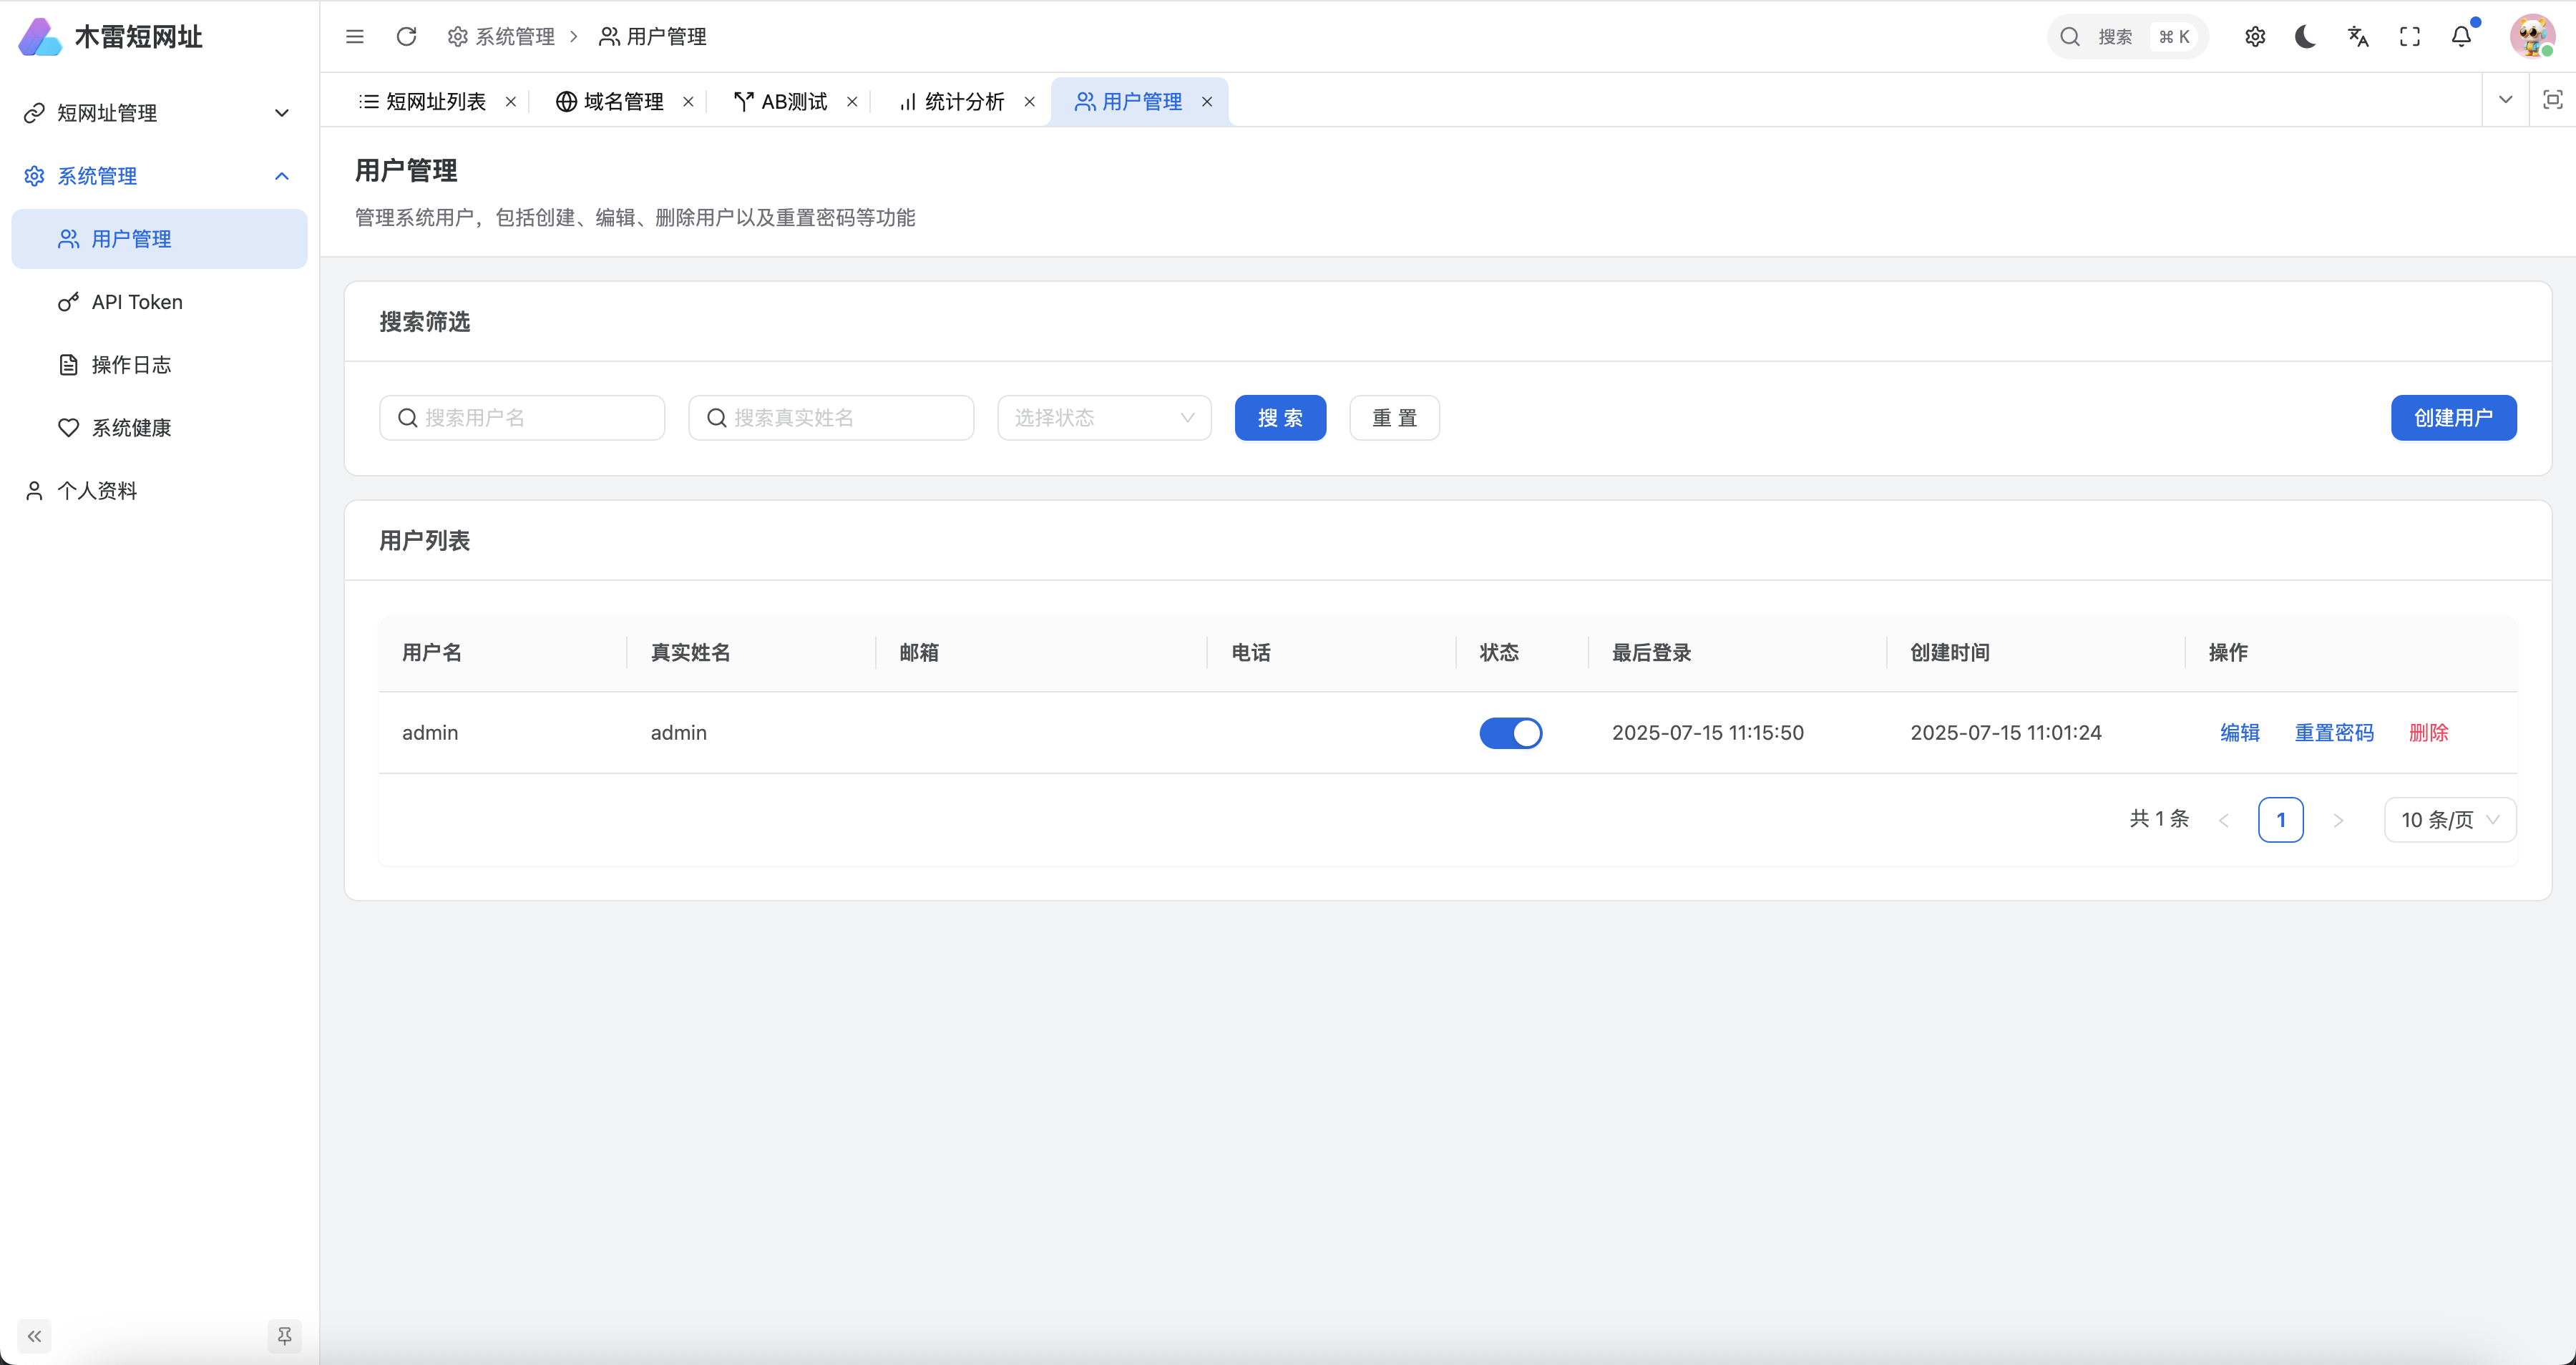 木雷短网址
系统管理 > 用户管理
搜索 ⌘ K
短网址管理
系统管理
用户管理
API Token
操作日志
系统健康
个人资料
短网址列表 × 域名管理 × AB测试 × 统计分析 × 用户管理 ×
用户管理
管理系统用户，包括创建、编辑、删除用户以及重置密码等功能
搜索筛选
搜索用户名 搜索真实姓名 选择状态 搜 索 重 置 创建用户
用户列表
用户名 真实姓名 邮箱 电话 状态 最后登录 创建时间 操作
admin admin 2025-07-15 11:15:50 2025-07-15 11:01:24 编辑 重置密码 删除
共 1 条 < 1 > 10 条/页